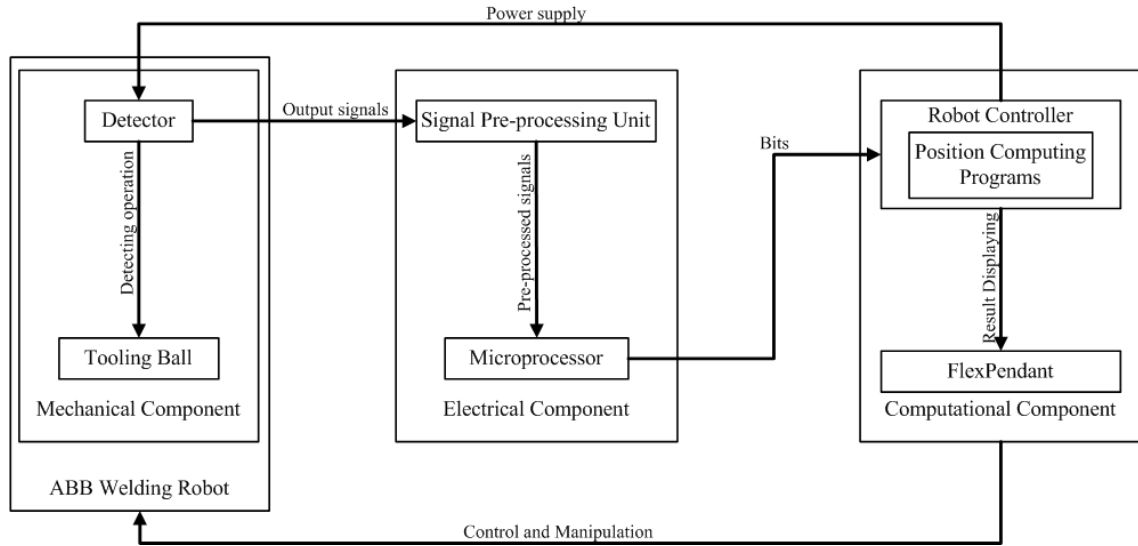 Power supply
Detector
Output signals
Signal Pre-processing Unit
Robot Controller
Position Computing
Programs
Bits
Detecting operation
Pre-processed signals
Result Displaying
Tooling Ball
Microprocessor
FlexPendant
Mechanical Component
Electrical Component
Computational Component
ABB Welding Robot
Control and Manipulation